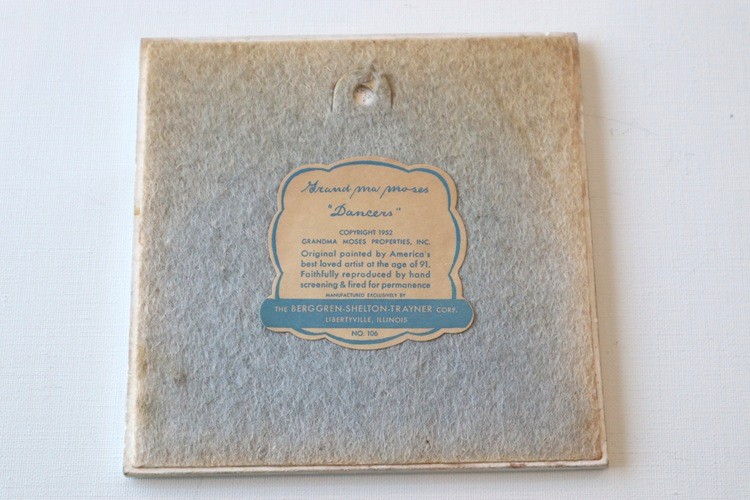 Grandma Moses
"Dancers"
COPYRIGHT 1953
GRANDMA MOSES PROPERTIES, INC.
Original painted by America's
best loved artist at the age of 91.
Faithfully reproduced by hand
screening & fired for permanence
MANUFACTURED EXCLUSIVELY BY
THE BERGGREN-SHELTON-TRAYNER CORP.
LIBERTYVILLE, ILLINOIS
NO. 106